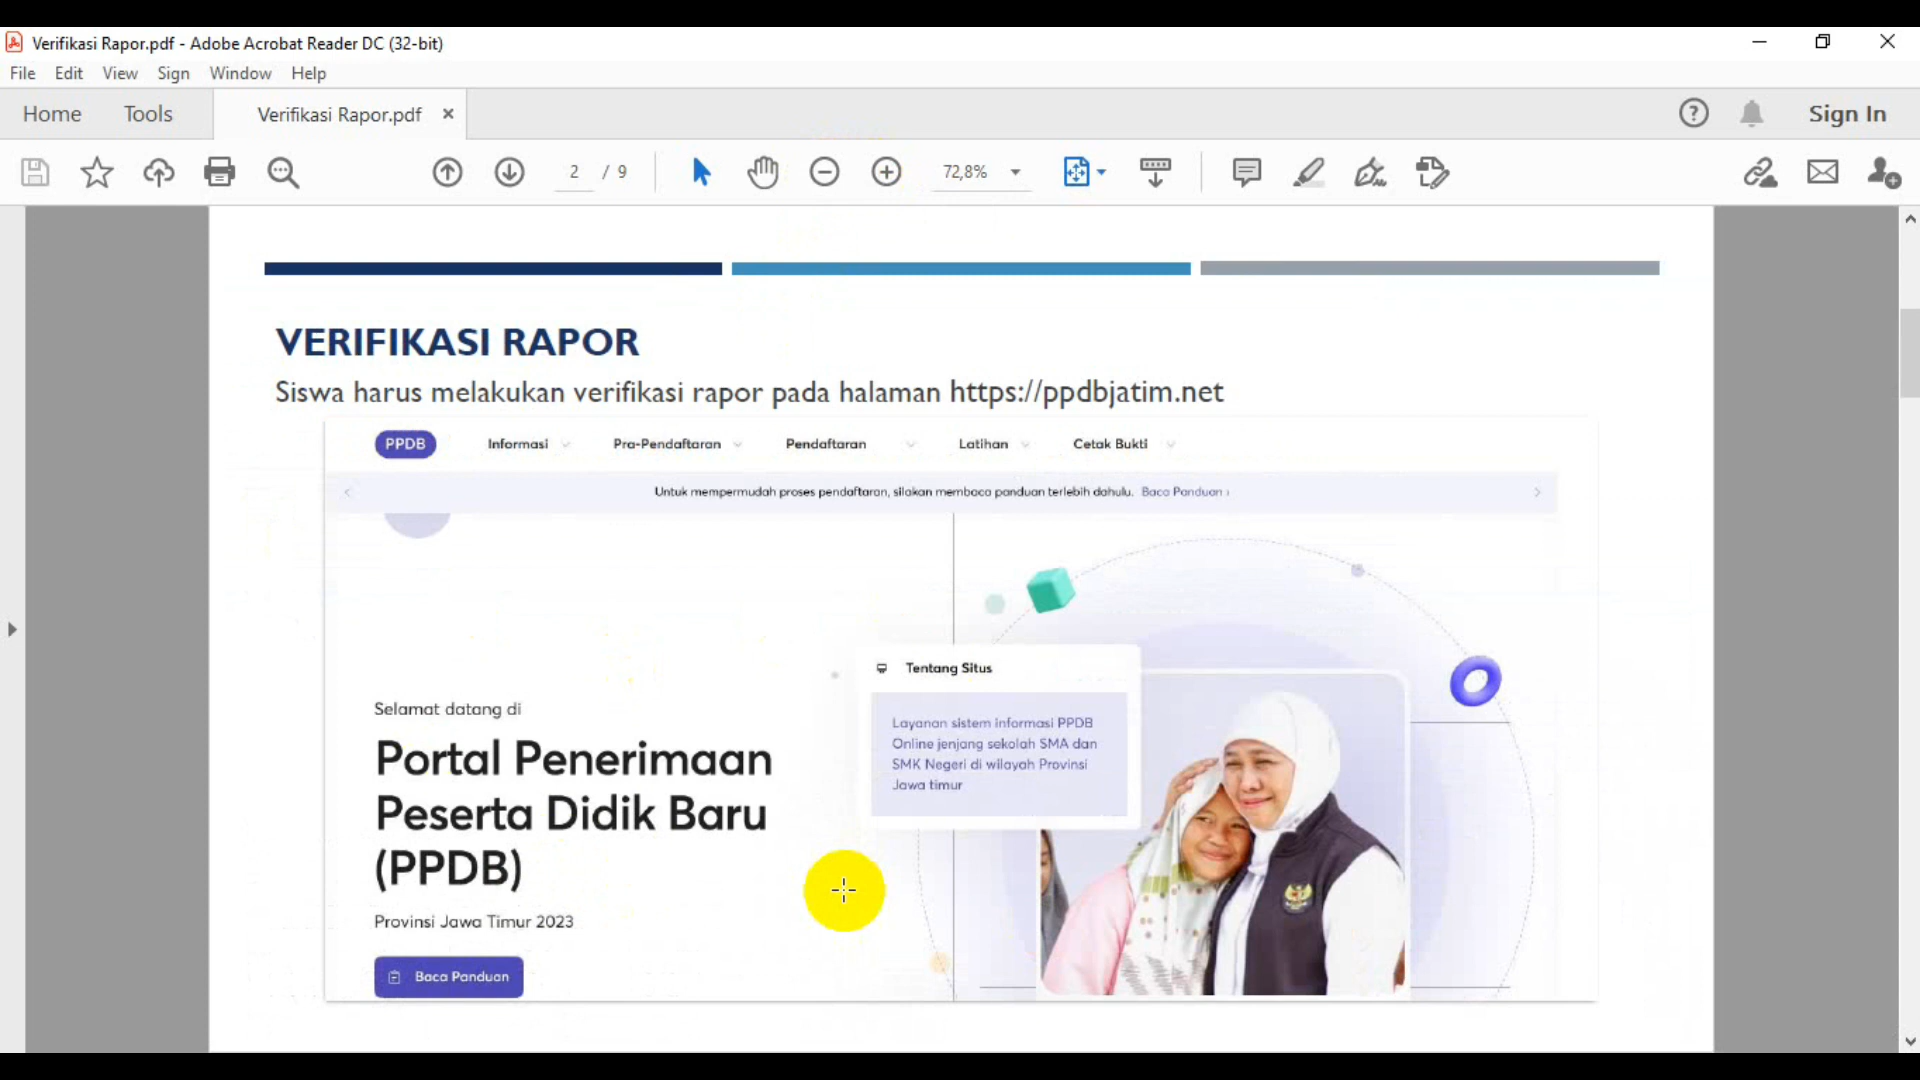 Verifikasi Rapor.pdf - Adobe Acrobat Reader DC (32-bit)
File Edit View Sign Window Help
Home Tools Verifikasi Rapor.pdf × Sign In
2 / 9 72,8%
VERIFIKASI RAPOR
Siswa harus melakukan verifikasi rapor pada halaman https://ppdbjatim.net
PPDB Informasi Pra-Pendaftaran Pendaftaran Latihan Cetak Bukti
Untuk mempermudah proses pendaftaran, silakan membaca panduan terlebih dahulu. Baca Panduan ›
Tentang Situs
Layanan sistem informasi PPDB
Online jenjang sekolah SMA dan
SMK Negeri di wilayah Provinsi
Jawa timur
Selamat datang di
Portal Penerimaan
Peserta Didik Baru
(PPDB)
Provinsi Jawa Timur 2023
Baca Panduan